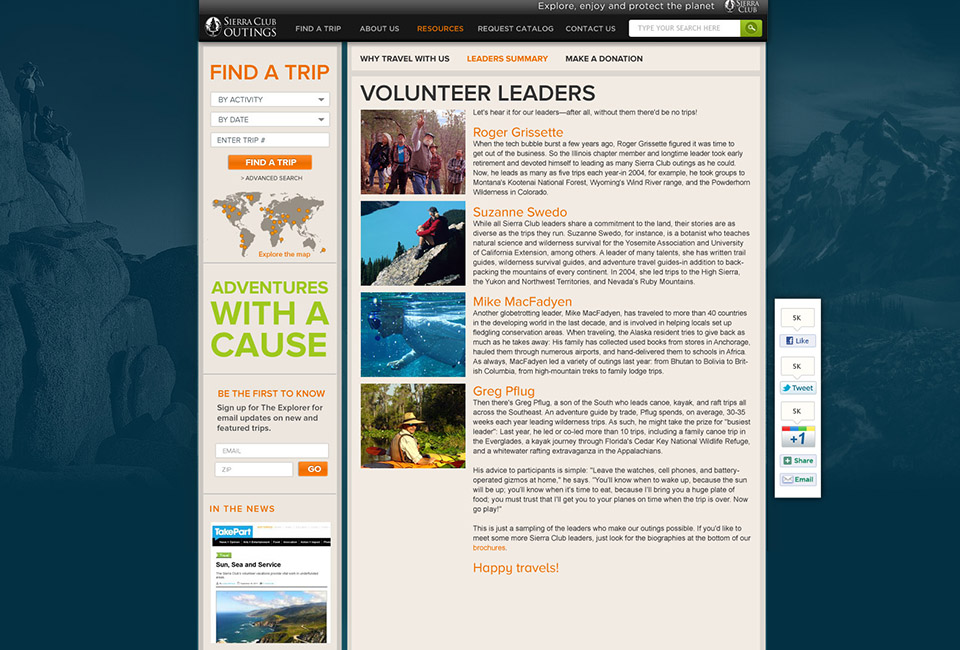 Explore, enjoy and protect the planet
SIERRA
CLUB
SIERRA CLUB
OUTINGS
FIND A TRIP
ABOUT US
RESOURCES
REQUEST CATALOG
CONTACT US
TYPE YOUR SEARCH HERE
FIND A TRIP
BY ACTIVITY
BY DATE
ENTER TRIP #
FIND A TRIP
> ADVANCED SEARCH
Explore the map
ADVENTURES
WITH A
CAUSE
BE THE FIRST TO KNOW
Sign up for The Explorer for
email updates on new and
featured trips.
EMAIL
ZIP
GO
IN THE NEWS
TakePart
Travel
Sun, Sea and Service
WHY TRAVEL WITH US
LEADERS SUMMARY
MAKE A DONATION
VOLUNTEER LEADERS
Let's hear it for our leaders—after all, without them there'd be no trips!
Roger Grissette
When the tech bubble burst a few years ago, Roger Grissette figured it was time to
get out of the business. So the Illinois chapter member and longtime leader took early
retirement and devoted himself to leading as many Sierra Club outings as he could.
Now, he leads as many as five trips each year-in 2004, for example, he took groups to
Montana's Kootenai National Forest, Wyoming's Wind River range, and the Powderhorn
Wilderness in Colorado.
Suzanne Swedo
While all Sierra Club leaders share a commitment to the land, their stories are as
diverse as the trips they run. Suzanne Swedo, for instance, is a botanist who teaches
natural science and wilderness survival for the Yosemite Association and University
of California Extension, among others. A leader of many talents, she has written trail
guides, wilderness survival guides, and adventure travel guides-in addition to back-
packing the mountains of every continent. In 2004, she led trips to the High Sierra,
the Yukon and Northwest Territories, and Nevada's Ruby Mountains.
Mike MacFadyen
Another globetrotting leader, Mike MacFadyen, has traveled to more than 40 countries
in the developing world in the last decade, and is involved in helping locals set up
fledgling conservation areas. When traveling, the Alaska resident tries to give back as
much as he takes away: His family has collected used books from stores in Anchorage,
hauled them through numerous airports, and hand-delivered them to schools in Africa.
As always, MacFadyen led a variety of outings last year: from Bhutan to Bolivia to Brit-
ish Columbia, from high-mountain treks to family lodge trips.
Greg Pflug
Then there's Greg Pflug, a son of the South who leads canoe, kayak, and raft trips all
across the Southeast. An adventure guide by trade, Pflug spends, on average, 30-35
weeks each year leading wilderness trips. As such, he might take the prize for "busiest
leader": Last year, he led or co-led more than 10 trips, including a family canoe trip in
the Everglades, a kayak journey through Florida's Cedar Key National Wildlife Refuge,
and a whitewater rafting extravaganza in the Appalachians.
His advice to participants is simple: "Leave the watches, cell phones, and battery-
operated gizmos at home," he says. "You'll know when to wake up, because the sun
will be up; you'll know when it's time to eat, because I'll bring you a huge plate of
food; you must trust that I'll get you to your planes on time when the trip is over. Now
go play!"
This is just a sampling of the leaders who make our outings possible. If you'd like to
meet some more Sierra Club leaders, just look for the biographies at the bottom of our
brochures.
Happy travels!
5K
Like
5K
Tweet
5K
+1
Share
Email